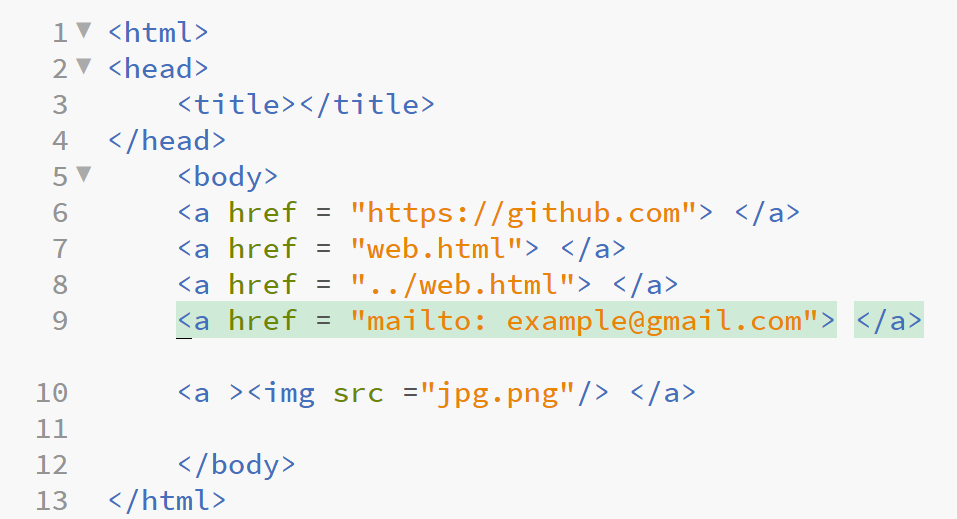 1 <html>
2 <head>
3 <title></title>
4 </head>
5 <body>
6 <a href = "https://github.com"> </a>
7 <a href = "web.html"> </a>
8 <a href = "../web.html"> </a>
9 <a href = "mailto: example@gmail.com"> </a>
10 <a ><img src ="jpg.png"/> </a>
11
12 </body>
13 </html>